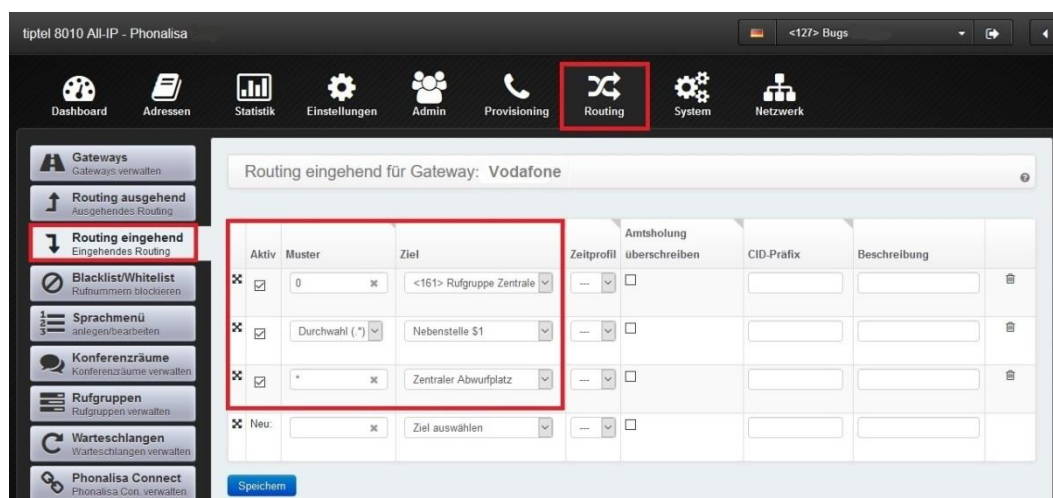 tiptel 8010 All-IP - Phonalisa
<127> Bugs
Dashboard
Adressen
Statistik
Einstellungen
Admin
Provisioning
Routing
System
Netzwerk
Gateways
Gateways verwalten
Routing ausgehend
Ausgehendes Routing
Routing eingehend
Eingehendes Routing
Blacklist/Whitelist
Rufnummern blockieren
Sprachmenü
anlegen/bearbeiten
Konferenzräume
Konferenzräume verwalten
Rufgruppen
Rufgruppen verwalten
Warteschlangen
Warteschlangen verwalten
Phonalisa Connect
Phonalisa Con. verwalten
Routing eingehend für Gateway: Vodafone
Aktiv Muster Ziel Zeitprofil Amtsholung überschreiben CID-Präfix Beschreibung
0 <161> Rufgruppe Zentrale ---
Durchwahl (.*) Nebenstelle $1 ---
* Zentraler Abwurfplatz ---
Neu: Ziel auswählen ---
Speichern